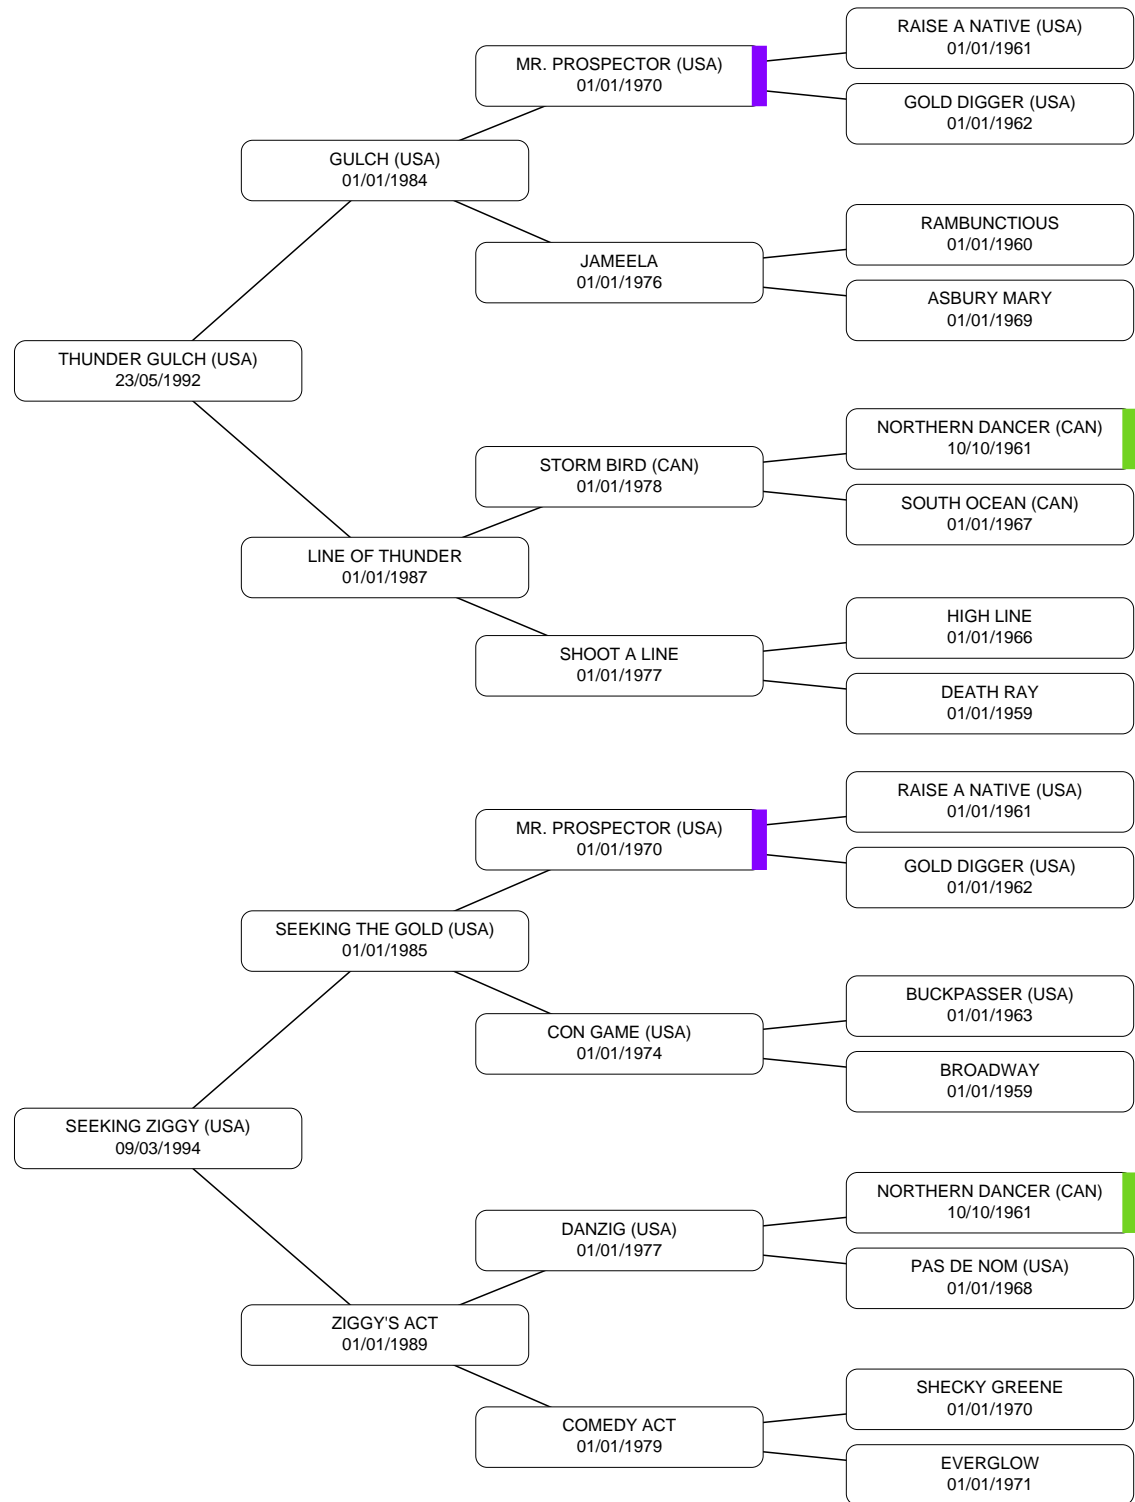 RAISE A NATIVE (USA)
01/01/1961
MR. PROSPECTOR (USA)
01/01/1970
GOLD DIGGER (USA)
01/01/1962
GULCH (USA)
01/01/1984
RAMBUNCTIOUS
01/01/1960
JAMEELA
01/01/1976
ASBURY MARY
01/01/1969
THUNDER GULCH (USA)
23/05/1992
NORTHERN DANCER (CAN)
10/10/1961
STORM BIRD (CAN)
01/01/1978
SOUTH OCEAN (CAN)
01/01/1967
LINE OF THUNDER
01/01/1987
HIGH LINE
01/01/1966
SHOOT A LINE
01/01/1977
DEATH RAY
01/01/1959
RAISE A NATIVE (USA)
01/01/1961
MR. PROSPECTOR (USA)
01/01/1970
GOLD DIGGER (USA)
01/01/1962
SEEKING THE GOLD (USA)
01/01/1985
BUCKPASSER (USA)
01/01/1963
CON GAME (USA)
01/01/1974
BROADWAY
01/01/1959
SEEKING ZIGGY (USA)
09/03/1994
NORTHERN DANCER (CAN)
10/10/1961
DANZIG (USA)
01/01/1977
PAS DE NOM (USA)
01/01/1968
ZIGGY'S ACT
01/01/1989
SHECKY GREENE
01/01/1970
COMEDY ACT
01/01/1979
EVERGLOW
01/01/1971